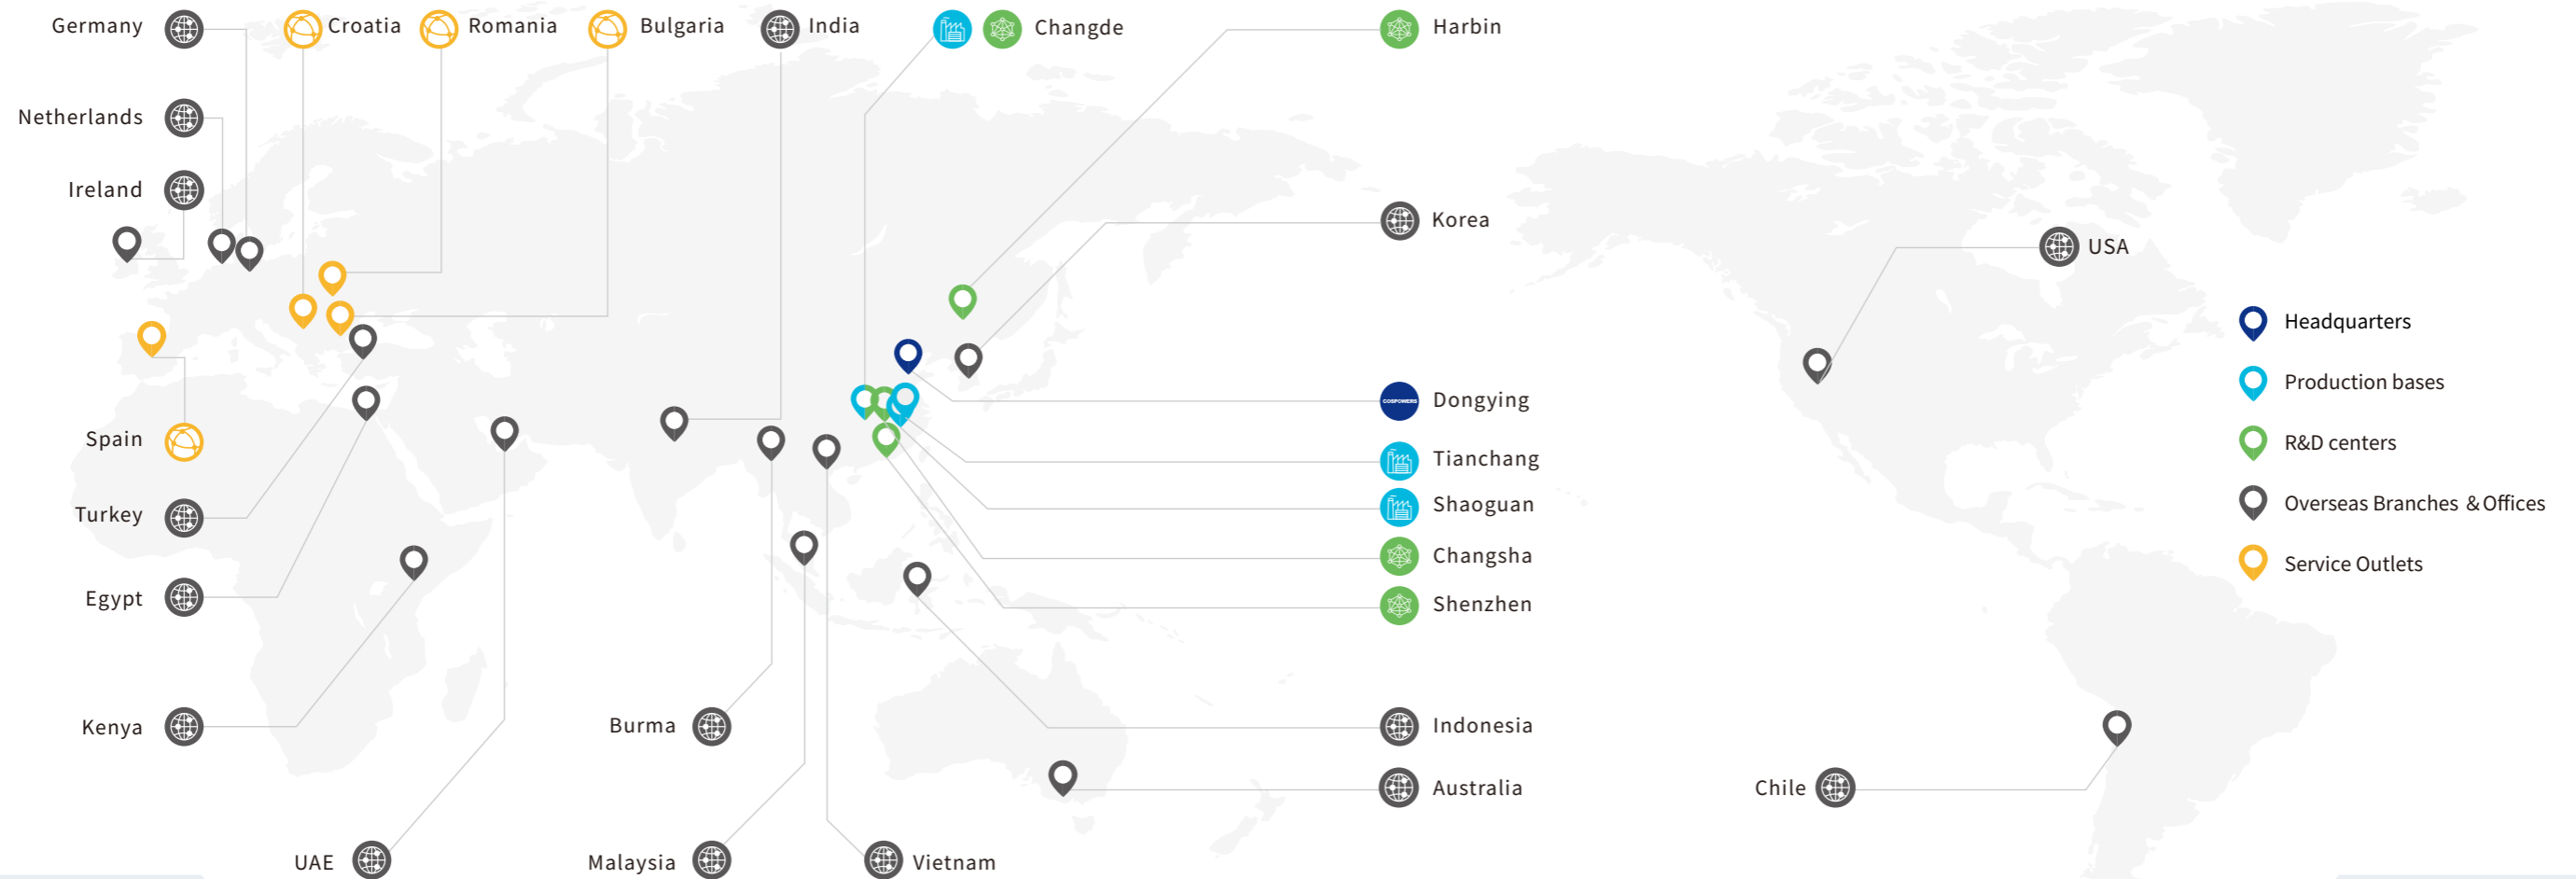 Germany
Croatia
Romania
Bulgaria
India
Changde
Harbin
Netherlands
Ireland
Korea
USA
Headquarters
Production bases
Dongying
COSPOWERS
R&D centers
Spain
Tianchang
Overseas Branches & Offices
Shaoguan
Turkey
Changsha
Service Outlets
Egypt
Shenzhen
Kenya
Burma
Indonesia
Australia
Chile
UAE
Malaysia
Vietnam